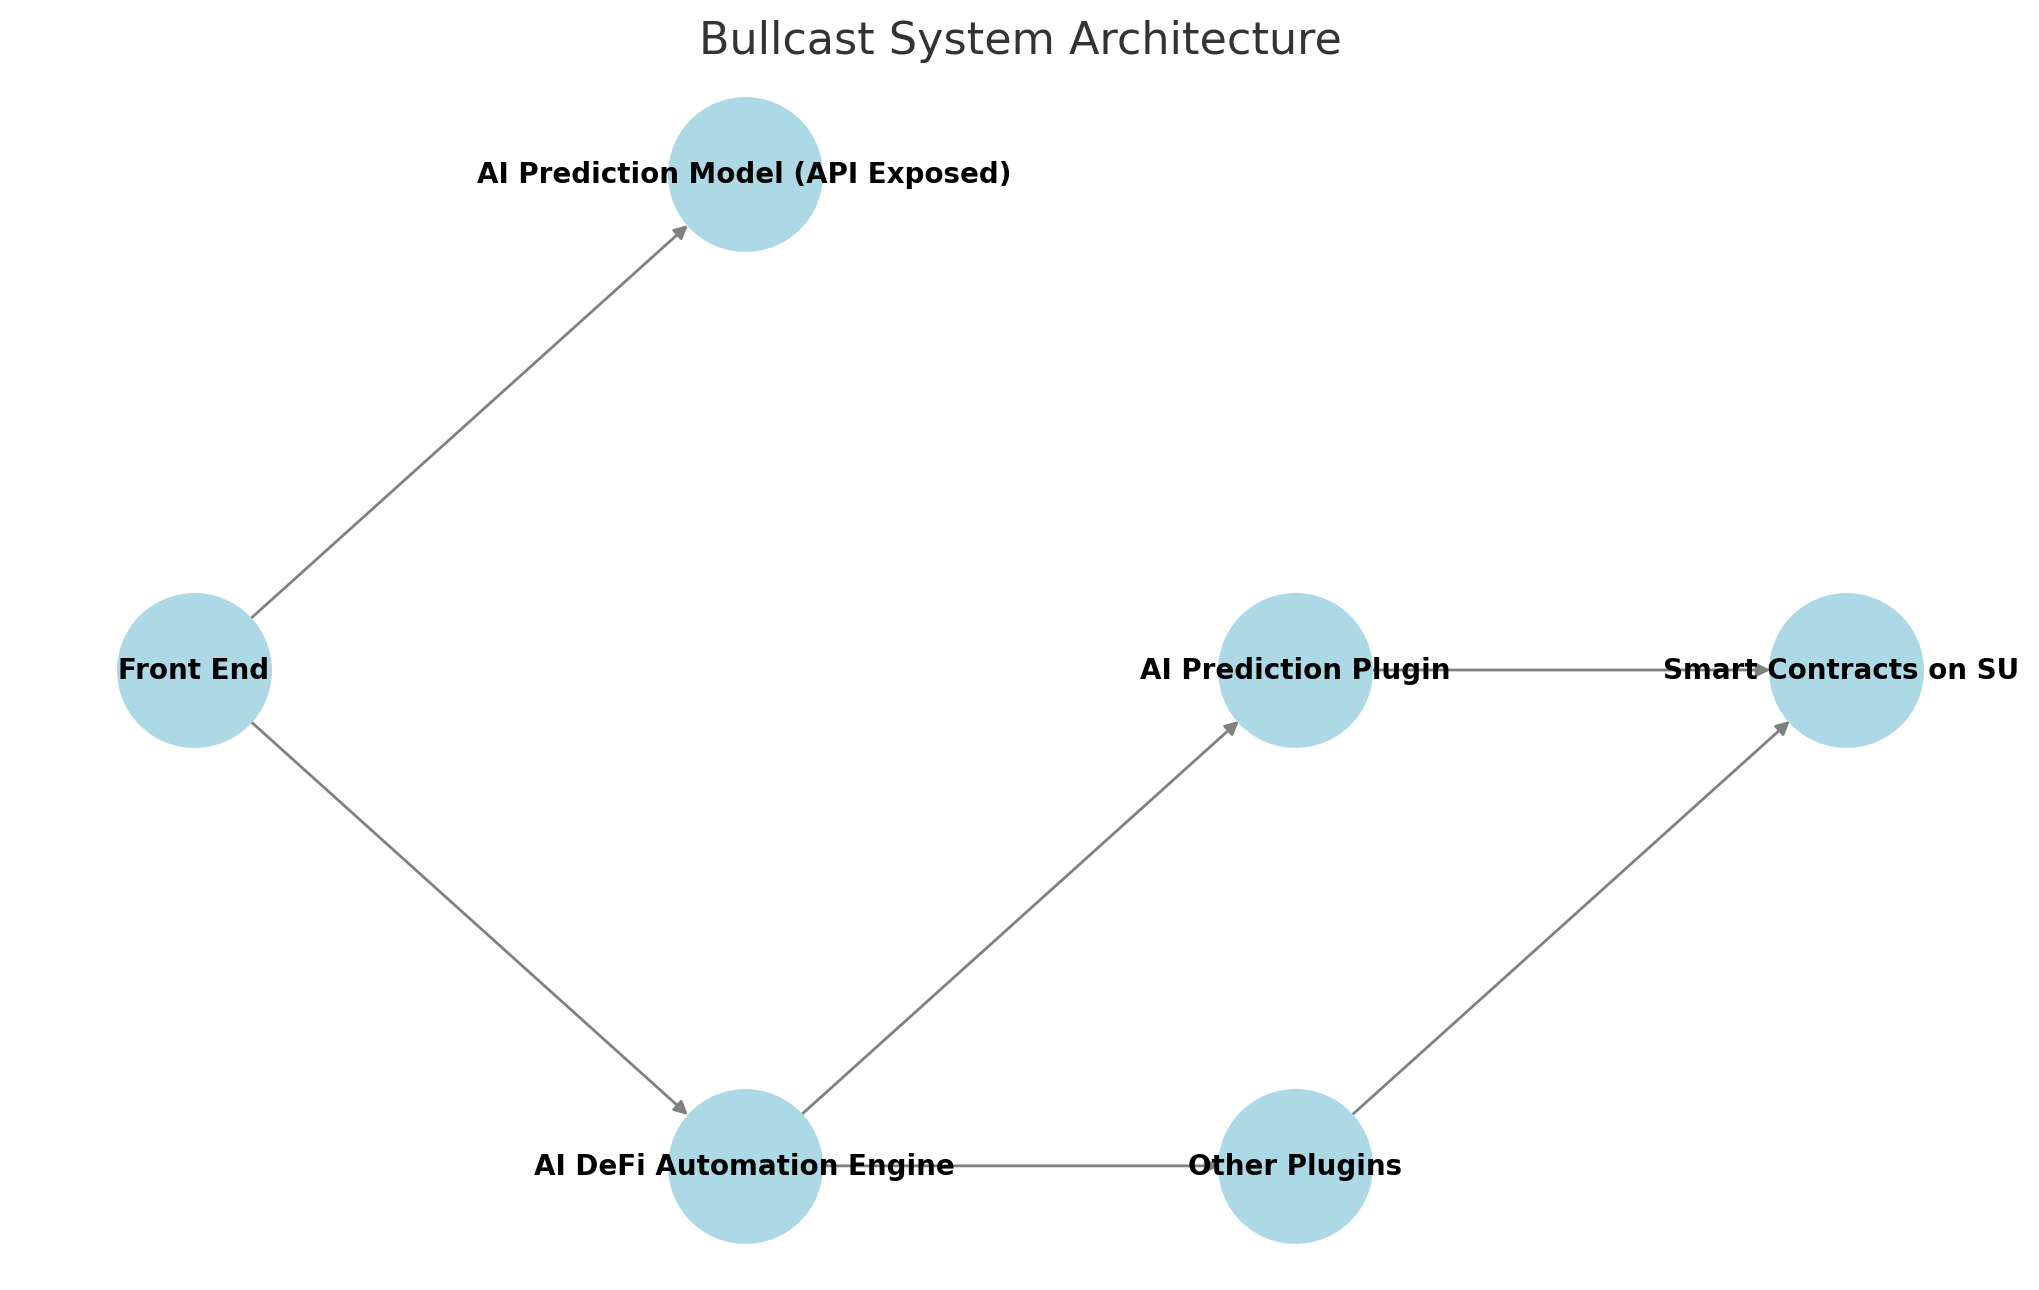 Bullcast System Architecture
AI Prediction Model (API Exposed)
Front End
AI Prediction Plugin
Smart Contracts on SU
AI DeFi Automation Engine
Other Plugins